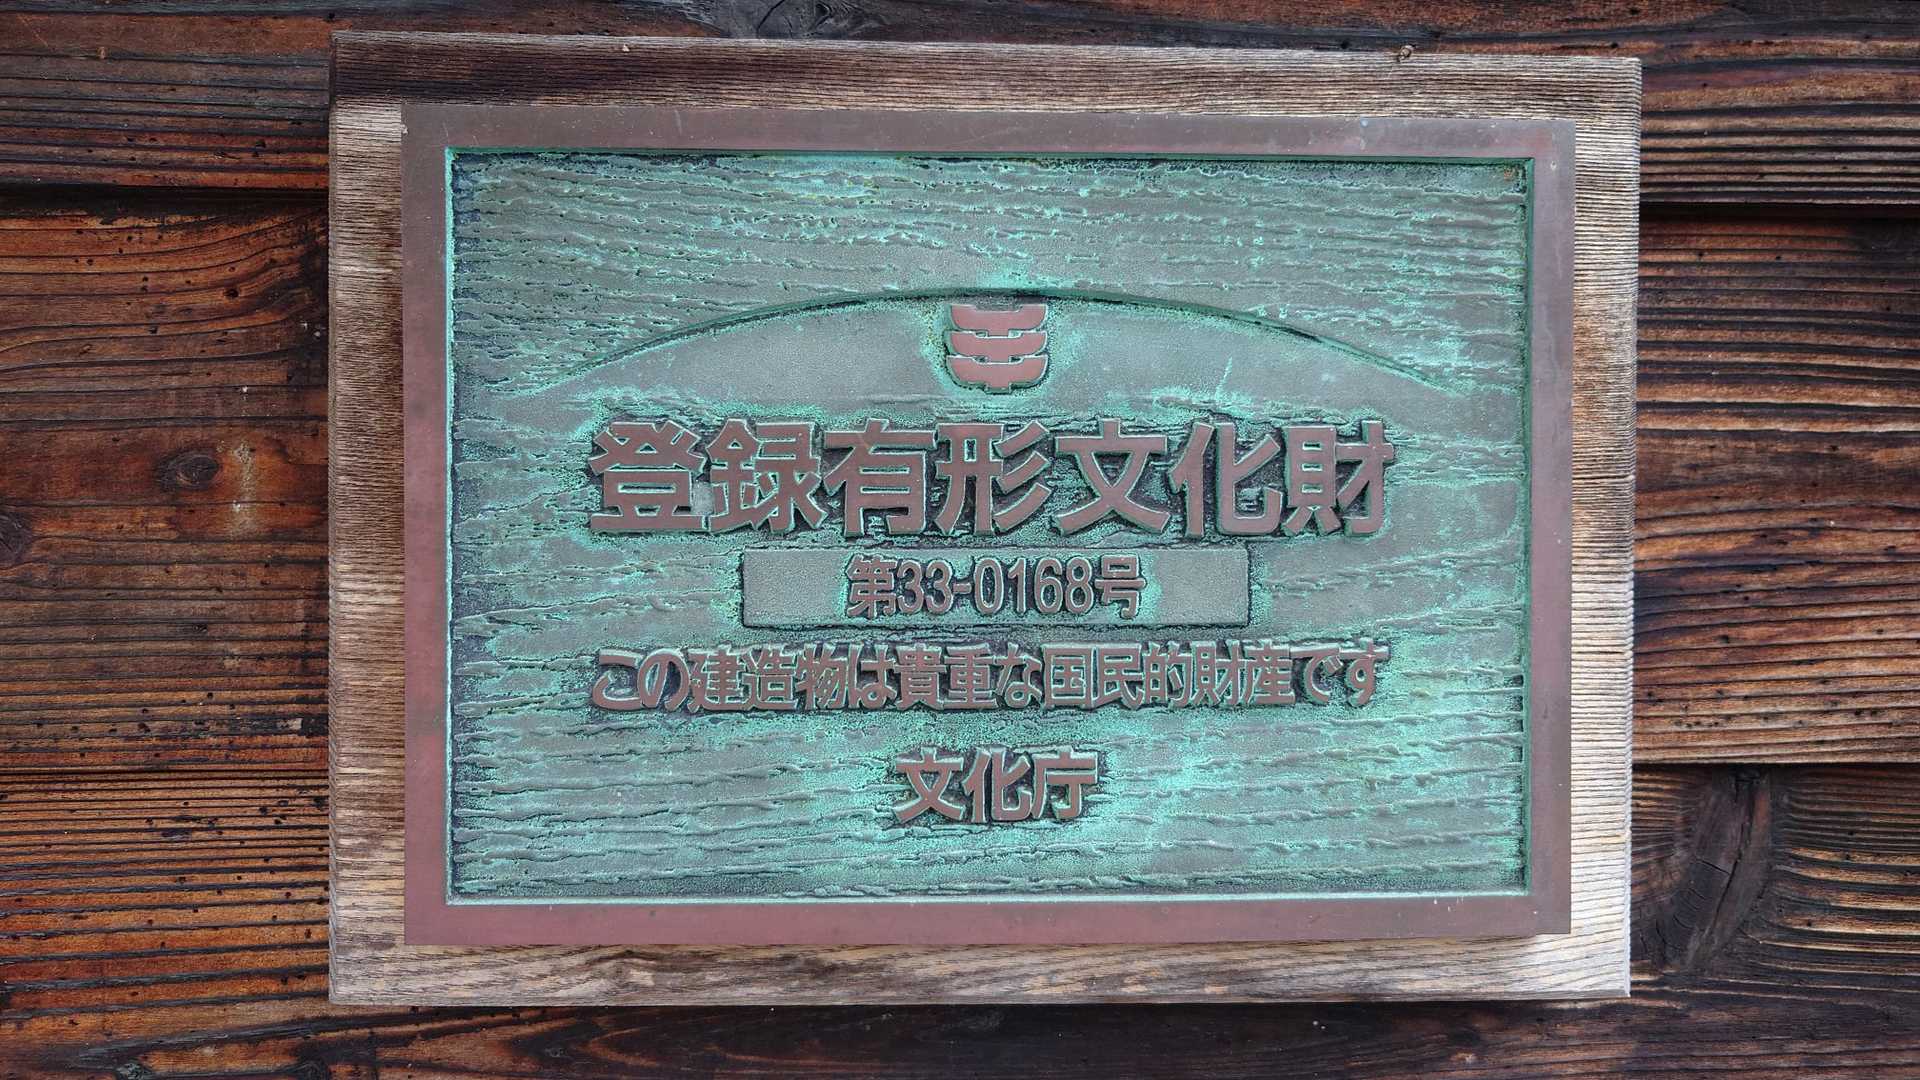 登録有形文化財
第33-0168号
この建造物は貴重な国民的財産です
文化庁